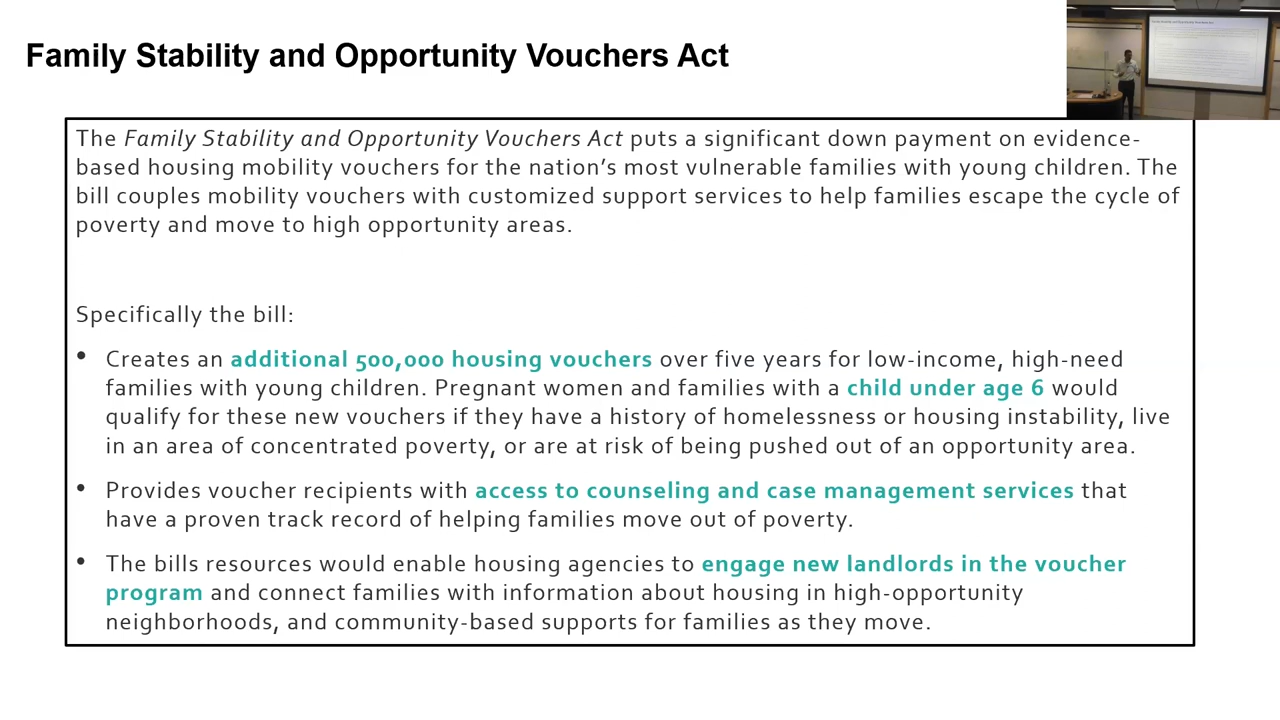 Family Stability and Opportunity Vouchers Act
The Family Stability and Opportunity Vouchers Act puts a significant down payment on evidence-
based housing mobility vouchers for the nation’s most vulnerable families with young children. The
bill couples mobility vouchers with customized support services to help families escape the cycle of
poverty and move to high opportunity areas.
Specifically the bill:
• Creates an additional 500,000 housing vouchers over five years for low-income, high-need
families with young children. Pregnant women and families with a child under age 6 would
qualify for these new vouchers if they have a history of homelessness or housing instability, live
in an area of concentrated poverty, or are at risk of being pushed out of an opportunity area.
• Provides voucher recipients with access to counseling and case management services that
have a proven track record of helping families move out of poverty.
• The bills resources would enable housing agencies to engage new landlords in the voucher
program and connect families with information about housing in high-opportunity
neighborhoods, and community-based supports for families as they move.